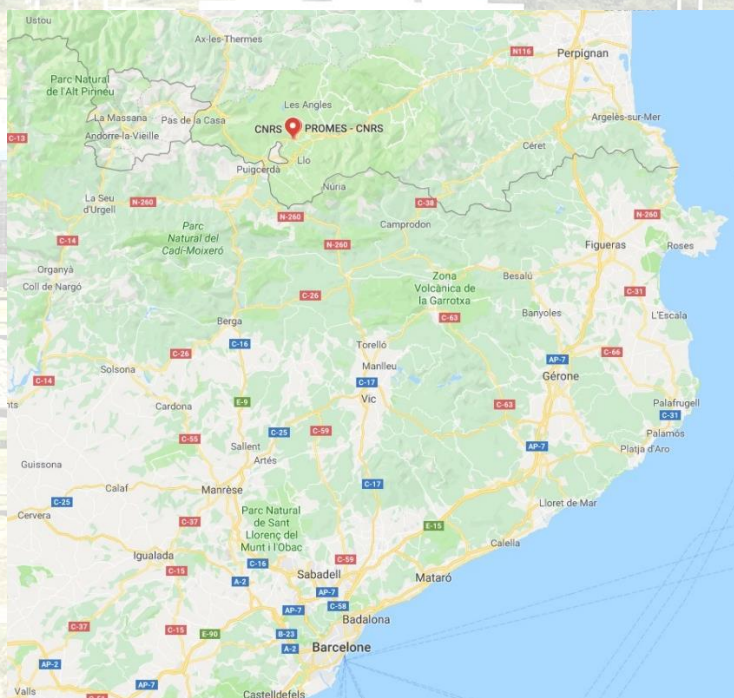 Ustou
Ax-les-Thermes
N116
Perpignan
Parc Natural
de l'Alt Pirineu
Les Angles
La Massana
Pas de la Casa
CNRS
PROMES - CNRS
Argelès-sur-Mer
C-13
Andorre-la-Vieille
Llo
Céret
Puigcerdà
Núria
La Seu
d'Urgell
N-260
N-260
C-38
Camprodon
N-260
C-14
Parc
Natural del
Cadí-Moixeró
N-260
Figueras
Roses
Organyà
Coll de Nargó
Zona
Volcànica de
la Garrotxa
Besalú
C-26
C-31
Banyoles
L'Escala
Berga
C-63
C-16
Torelló
C-26
Manlleu
AP-7
C-66
Solsona
C-14
C-17
Gérone
E-9
Vic
Cardona
C-63
Palafrugell
C-31
C-55
C-25
C-59
Palamós
Sallent
AP-7
Platja d'Aro
Guissona
Artés
Calaf
Manrèse
C-17
C-25
Lloret de Mar
Cervera
Parc Natural
de Sant
Llorenç del
Munt i l'Obac
C-37
E-15
Calella
Igualada
C-16
C-59
C-15
A-2
Sabadell
Mataró
AP-7
C-58
AP-7
Badalona
C-37
C-15
E-90
B-23
A-2
Barcelone
AP-2
Valls
AP-7
Castelldefels